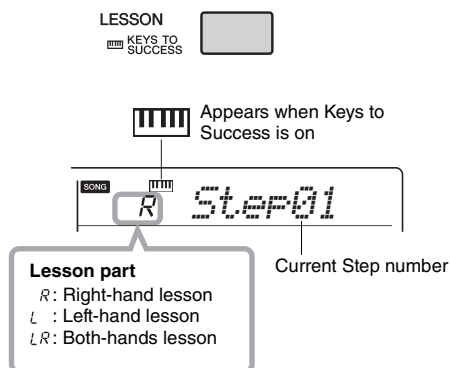 LESSON
KEYS TO
SUCCESS
Appears when Keys to
Success is on
SONG
R Step01
Current Step number
Lesson part
R: Right-hand lesson
L : Left-hand lesson
LR: Both-hands lesson